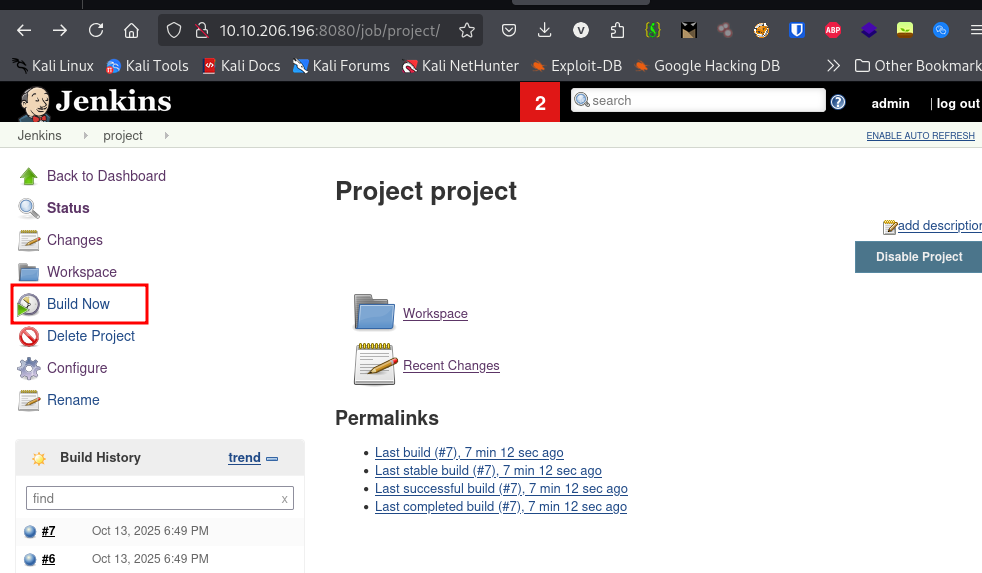 10.10.206.196:8080/job/project/
Kali Linux Kali Tools Kali Docs Kali Forums Kali NetHunter Exploit-DB Google Hacking DB Other Bookmark
Jenkins 2 search admin | log out
Jenkins project ENABLE AUTO REFRESH
Back to Dashboard
Status
Changes
Workspace
Build Now
Delete Project
Configure
Rename
Project project
add description
Disable Project
Workspace
Recent Changes
Permalinks
Last build (#7), 7 min 12 sec ago
Last stable build (#7), 7 min 12 sec ago
Last successful build (#7), 7 min 12 sec ago
Last completed build (#7), 7 min 12 sec ago
Build History trend
find x
#7 Oct 13, 2025 6:49 PM
#6 Oct 13, 2025 6:49 PM